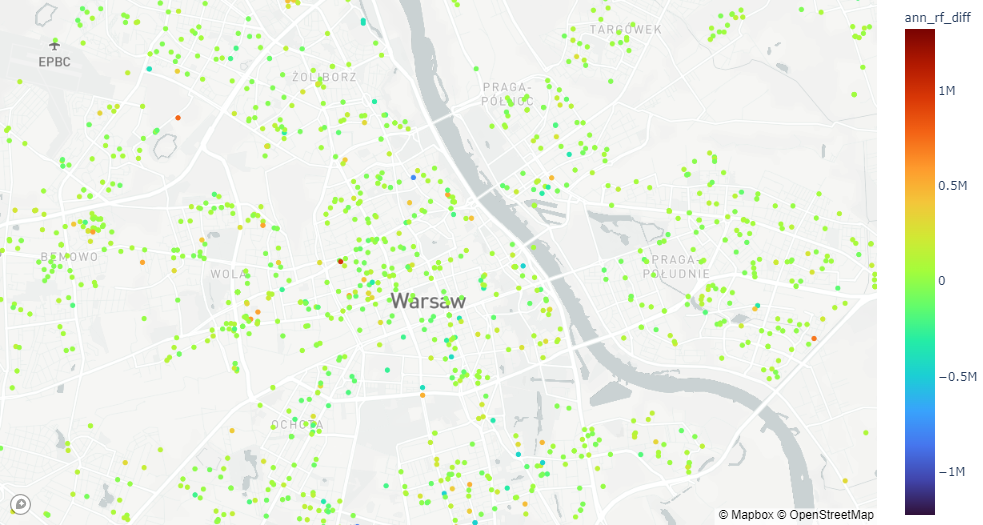 ann_rf_diff
TARGÓWEK
EPBC
ŻOLIBORZ
PRAGA-
PÓŁNOC
1M
0.5M
BEMOWO
PRAGA-
POŁUDNIE
WOLA
0
Warsaw
−0.5M
OCHOTA
−1M
© Mapbox © OpenStreetMap